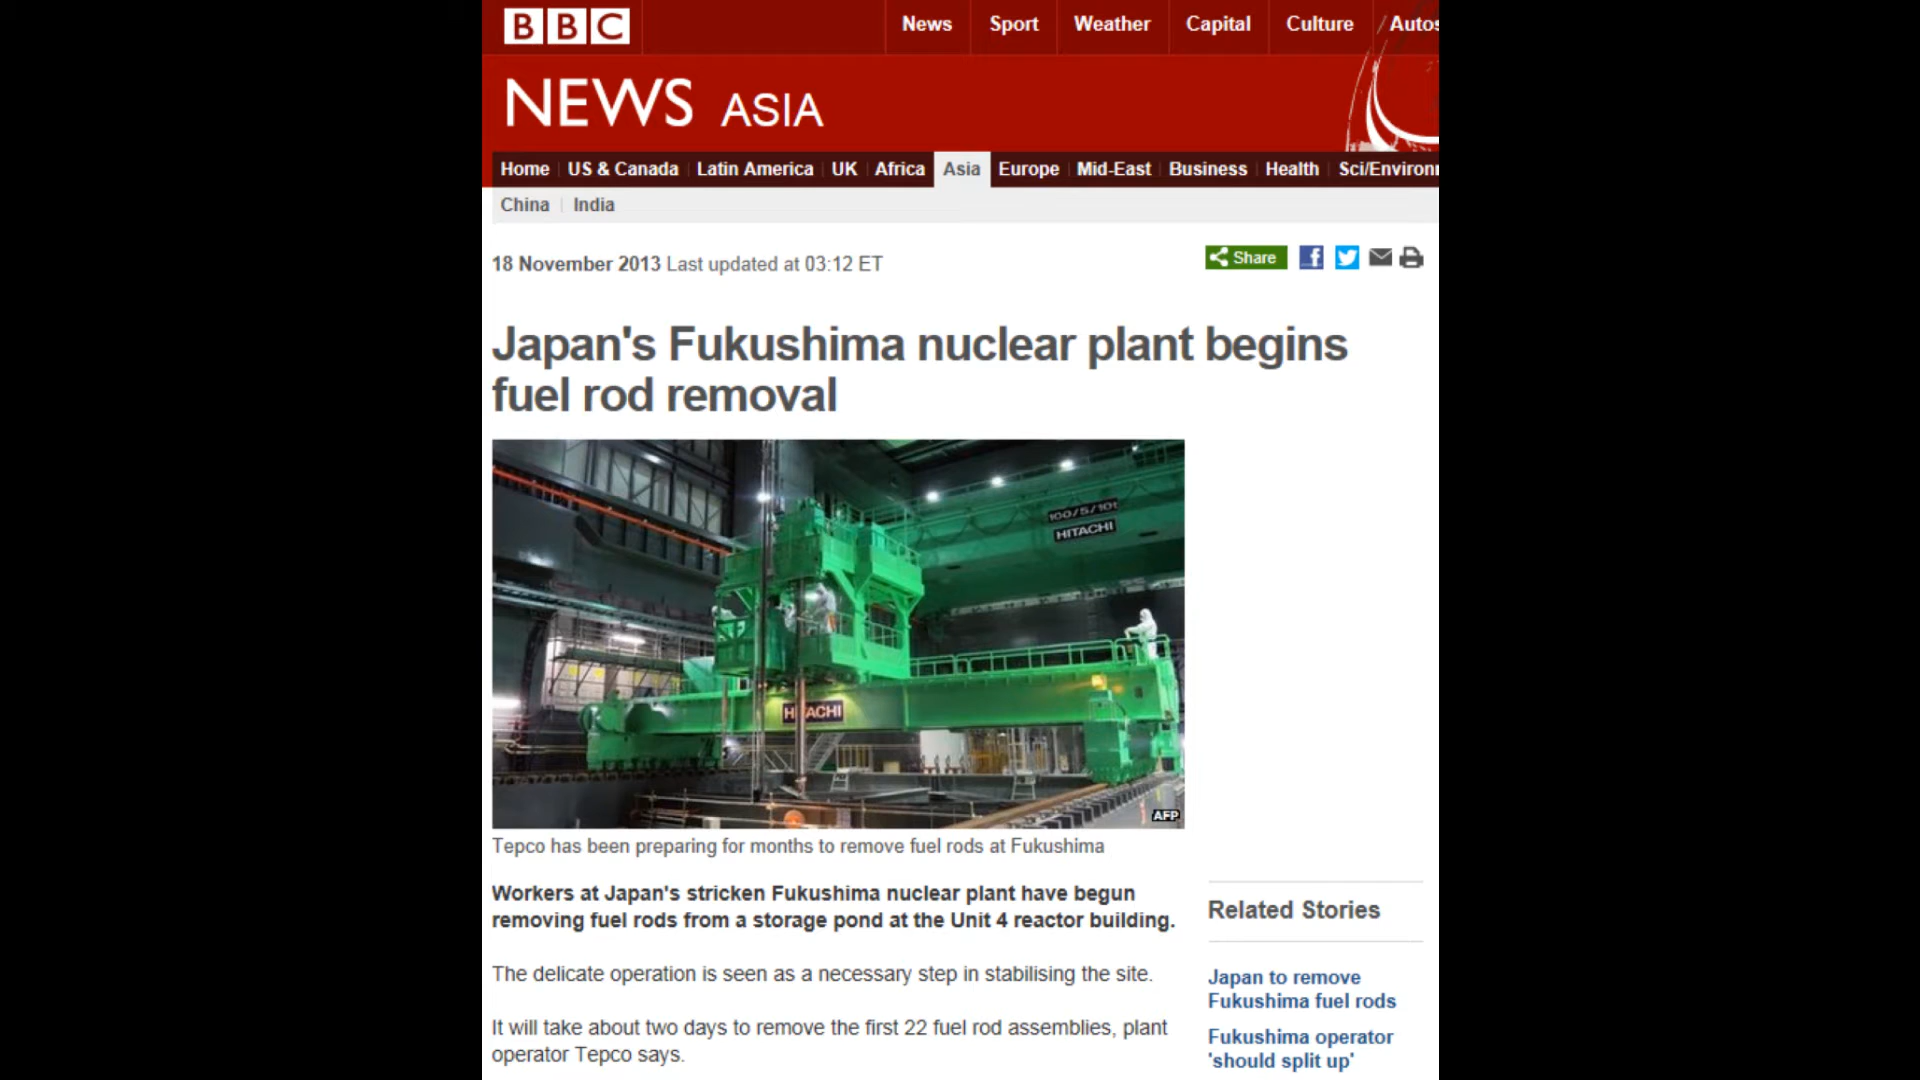 BBC
News Sport Weather Capital Culture Autos
NEWS ASIA
Home US & Canada Latin America UK Africa Asia Europe Mid-East Business Health Sci/Environ
China India
18 November 2013 Last updated at 03:12 ET
Share
Japan's Fukushima nuclear plant begins
fuel rod removal
100/5/10t
HITACHI
HITACHI
AFP
Tepco has been preparing for months to remove fuel rods at Fukushima
Workers at Japan's stricken Fukushima nuclear plant have begun
removing fuel rods from a storage pond at the Unit 4 reactor building.
The delicate operation is seen as a necessary step in stabilising the site.
It will take about two days to remove the first 22 fuel rod assemblies, plant
operator Tepco says.
Related Stories
Japan to remove
Fukushima fuel rods
Fukushima operator
'should split up'